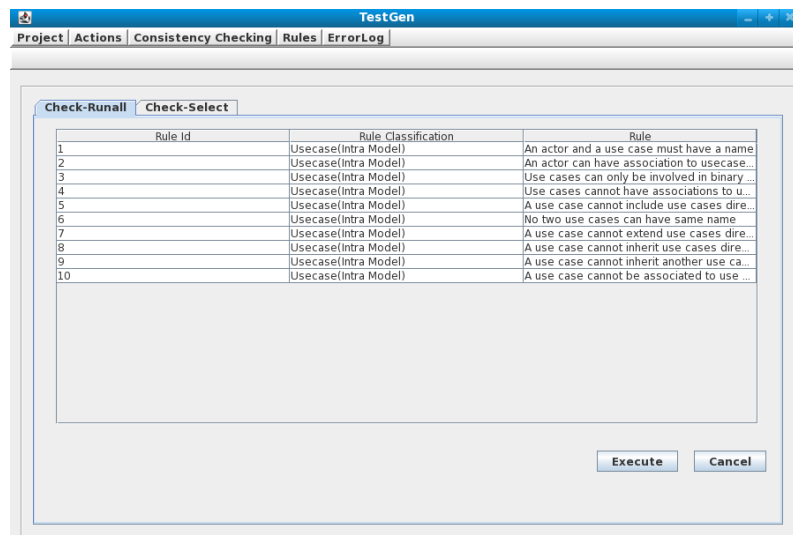 TestGen
Project Actions Consistency Checking Rules ErrorLog
Check-Runall Check-Select
Rule Id Rule Classification Rule
1 Usecase(Intra Model) An actor and a use case must have a name
2 Usecase(Intra Model) An actor can have association to usecase...
3 Usecase(Intra Model) Use cases can only be involved in binary ...
4 Usecase(Intra Model) Use cases cannot have associations to u...
5 Usecase(Intra Model) A use case cannot include use cases dire...
6 Usecase(Intra Model) No two use cases can have same name
7 Usecase(Intra Model) A use case cannot extend use cases dire...
8 Usecase(Intra Model) A use case cannot inherit use cases dire...
9 Usecase(Intra Model) A use case cannot inherit another use ca...
10 Usecase(Intra Model) A use case cannot be associated to use ...
Execute Cancel